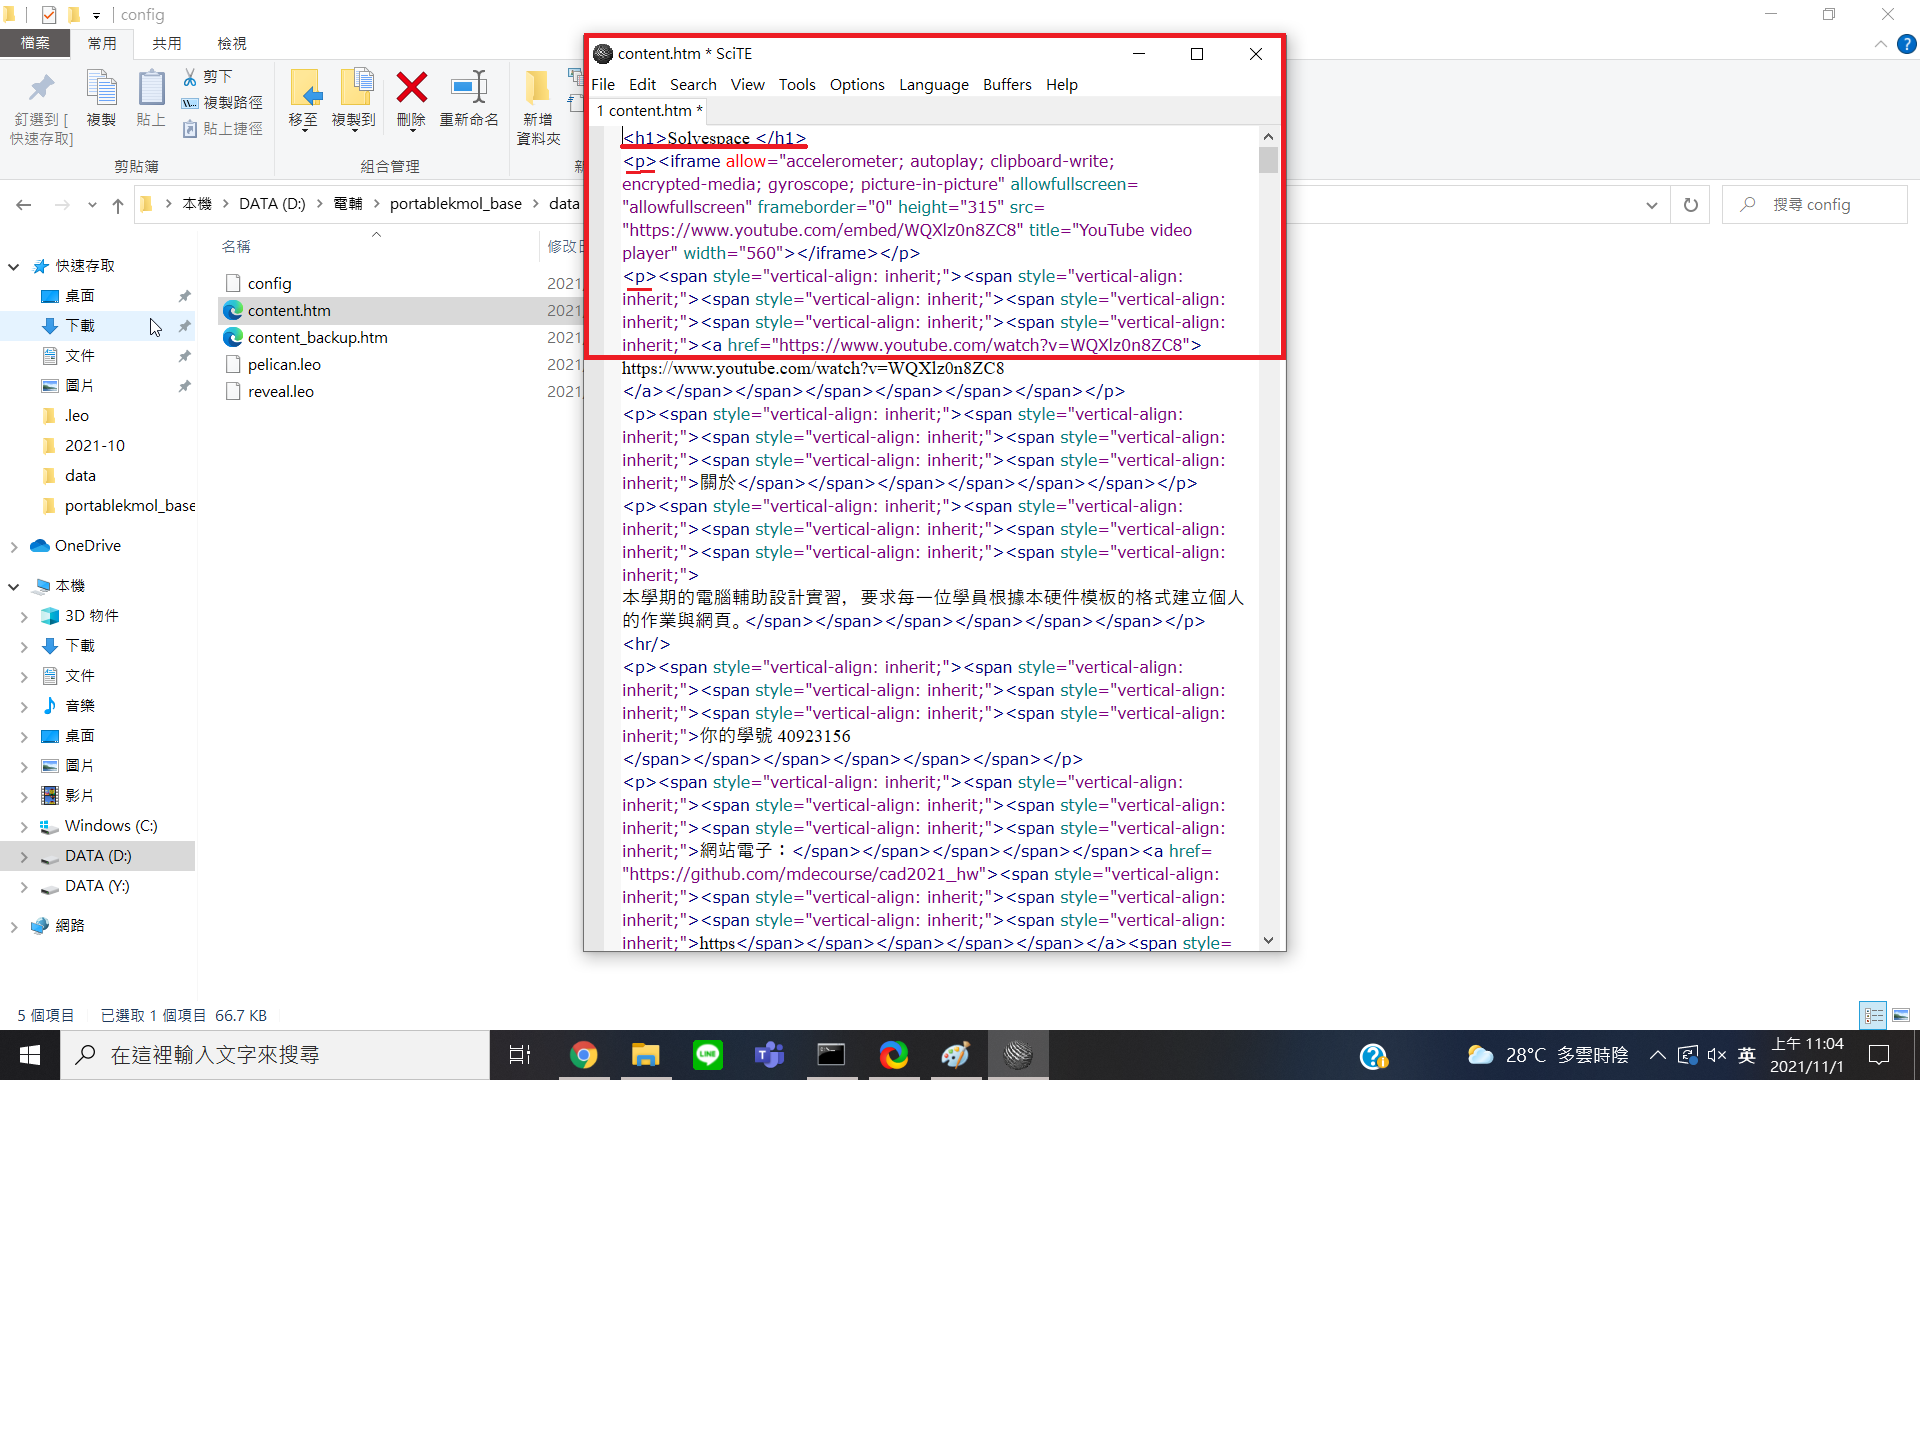 config
檔案 常用 共用 檢視
釘選到 [
快速存取]
複製
貼上
剪下
複製路徑
貼上捷徑
剪貼簿
移至
複製到
刪除
重新命名
組合管理
新增
資料夾
本機 DATA (D:) 電輔 portablekmol_base data
搜尋 config
快速存取
桌面
下載
文件
圖片
.leo
2021-10
data
portablekmol_base
OneDrive
本機
3D 物件
下載
文件
音樂
桌面
圖片
影片
Windows (C:)
DATA (D:)
DATA (Y:)
網路
名稱
config 2021
content.htm 2021
content_backup.htm 2021
pelican.leo 2021
reveal.leo 2021
content.htm * SciTE
File Edit Search View Tools Options Language Buffers Help
1 content.htm *
<h1>Solvespace </h1>
<p><iframe allow="accelerometer; autoplay; clipboard-write;
encrypted-media; gyroscope; picture-in-picture" allowfullscreen=
"allowfullscreen" frameborder="0" height="315" src=
"https://www.youtube.com/embed/WQXlz0n8ZC8" title="YouTube video
player" width="560"></iframe></p>
<p><span style="vertical-align: inherit;"><span style="vertical-align:
inherit;"><span style="vertical-align: inherit;"><span style="vertical-align:
inherit;"><span style="vertical-align: inherit;"><span style="vertical-align:
inherit;"><a href="https://www.youtube.com/watch?v=WQXlz0n8ZC8">
https://www.youtube.com/watch?v=WQXlz0n8ZC8
</a></span></span></span></span></span></span></p>
<p><span style="vertical-align: inherit;"><span style="vertical-align:
inherit;"><span style="vertical-align: inherit;"><span style="vertical-align:
inherit;"><span style="vertical-align: inherit;"><span style="vertical-align:
inherit;">關於</span></span></span></span></span></span></p>
<p><span style="vertical-align: inherit;"><span style="vertical-align:
inherit;"><span style="vertical-align: inherit;"><span style="vertical-align:
inherit;"><span style="vertical-align: inherit;"><span style="vertical-align:
inherit;">
本學期的電腦輔助設計實習，要求每一位學員根據本硬件模板的格式建立個人
的作業與網頁。</span></span></span></span></span></span></p>
<hr/>
<p><span style="vertical-align: inherit;"><span style="vertical-align:
inherit;"><span style="vertical-align: inherit;"><span style="vertical-align:
inherit;"><span style="vertical-align: inherit;"><span style="vertical-align:
inherit;">你的學號 40923156
</span></span></span></span></span></span></p>
<p><span style="vertical-align: inherit;"><span style="vertical-align:
inherit;"><span style="vertical-align: inherit;"><span style="vertical-align:
inherit;"><span style="vertical-align: inherit;"><span style="vertical-align:
inherit;">網站電子：</span></span></span></span></span><a href=
"https://github.com/mdecourse/cad2021_hw"><span style="vertical-align:
inherit;"><span style="vertical-align: inherit;"><span style="vertical-align:
inherit;"><span style="vertical-align: inherit;"><span style="vertical-align:
inherit;">https</span></span></span></span></span></a><span style=
5 個項目 已選取 1 個項目 66.7 KB
在這裡輸入文字來搜尋
28°C 多雲時陰
英
上午 11:04
2021/11/1